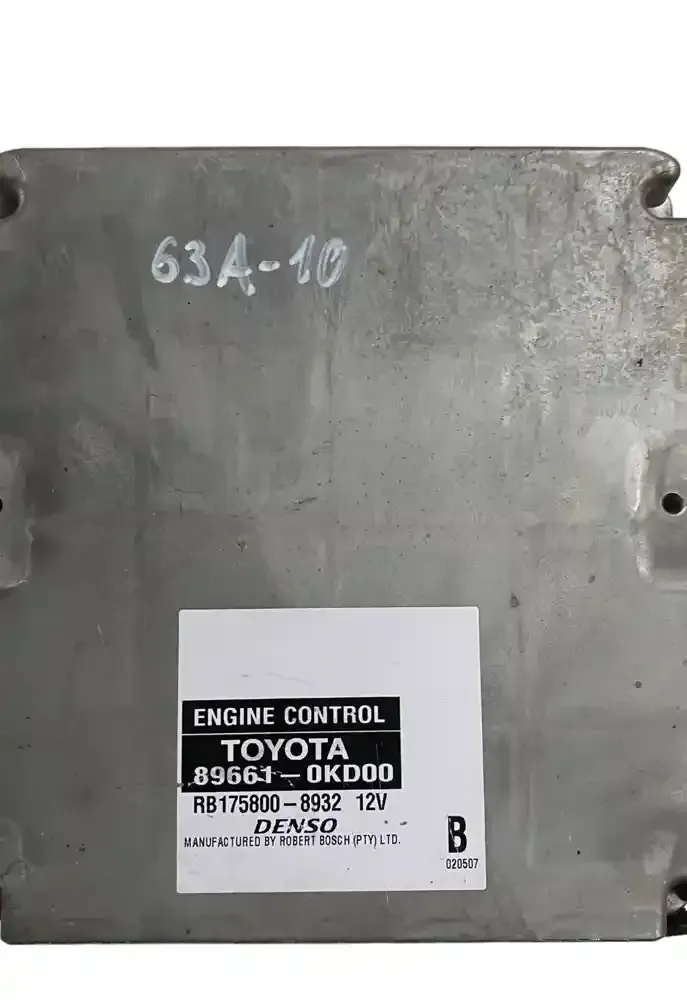 63A-10
ENGINE CONTROL
TOYOTA
89661-0KD00
RB175800-8932 12V
DENSO
MANUFACTURED BY ROBERT BOSCH (PTY) LTD.
B
020507